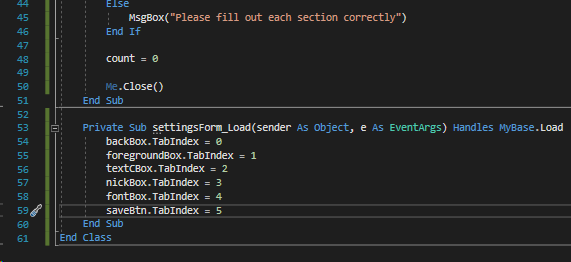 44 Else
45 MsgBox("Please fill out each section correctly")
46 End If
47
48 count = 0
49
50 Me.Close()
51 End Sub
52
53 Private Sub settingsForm_Load(sender As Object, e As EventArgs) Handles MyBase.Load
54 backBox.TabIndex = 0
55 foregroundBox.TabIndex = 1
56 textCBox.TabIndex = 2
57 nickBox.TabIndex = 3
58 fontBox.TabIndex = 4
59 saveBtn.TabIndex = 5
60 End Sub
61 End Class